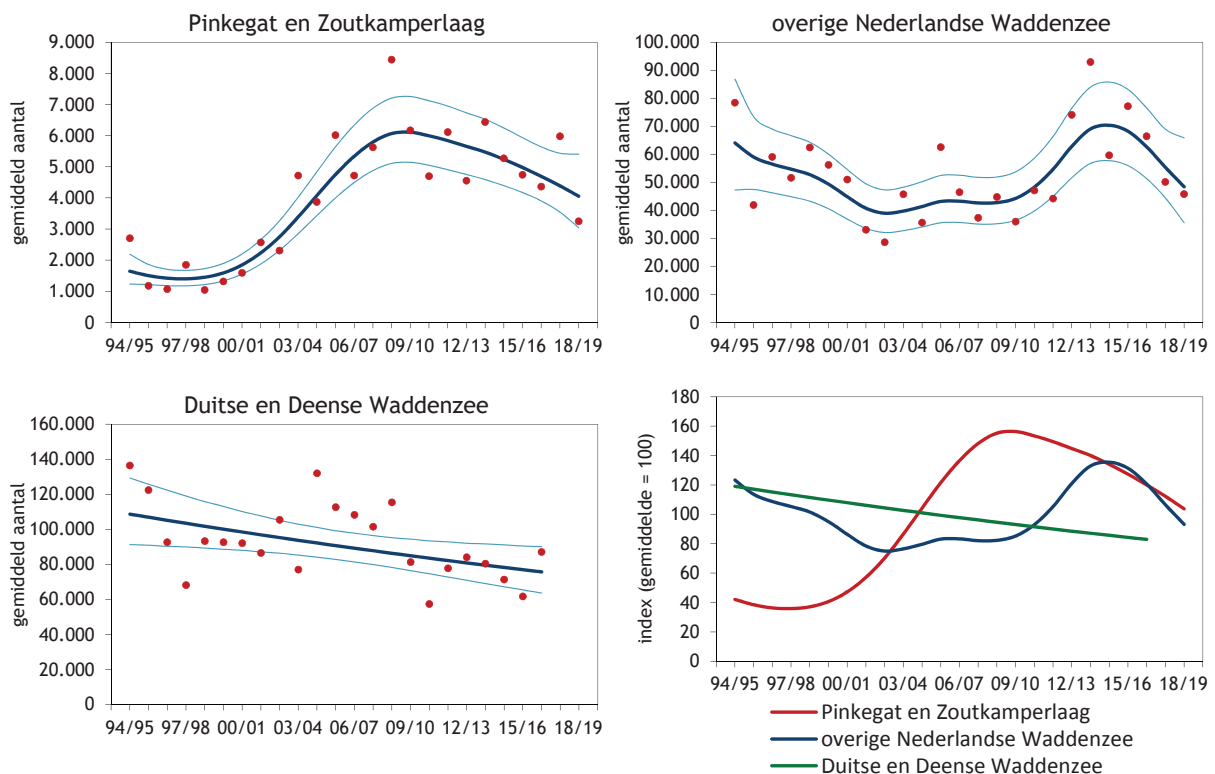 Pinkegat en Zoutkamperlaag
gemiddeld aantal
9.000
8.000
7.000
6.000
5.000
4.000
3.000
2.000
1.000
0
94/95 97/98 00/01 03/04 06/07 09/10 12/13 15/16 18/19
overige Nederlandse Waddenzee
gemiddeld aantal
100.000
90.000
80.000
70.000
60.000
50.000
40.000
30.000
20.000
10.000
0
94/95 97/98 00/01 03/04 06/07 09/10 12/13 15/16 18/19
Duitse en Deense Waddenzee
gemiddeld aantal
160.000
140.000
120.000
100.000
80.000
60.000
40.000
20.000
0
94/95 97/98 00/01 03/04 06/07 09/10 12/13 15/16 18/19
index (gemiddelde = 100)
180
160
140
120
100
80
60
40
20
0
94/95 97/98 00/01 03/04 06/07 09/10 12/13 15/16 18/19
Pinkegat en Zoutkamperlaag
overige Nederlandse Waddenzee
Duitse en Deense Waddenzee